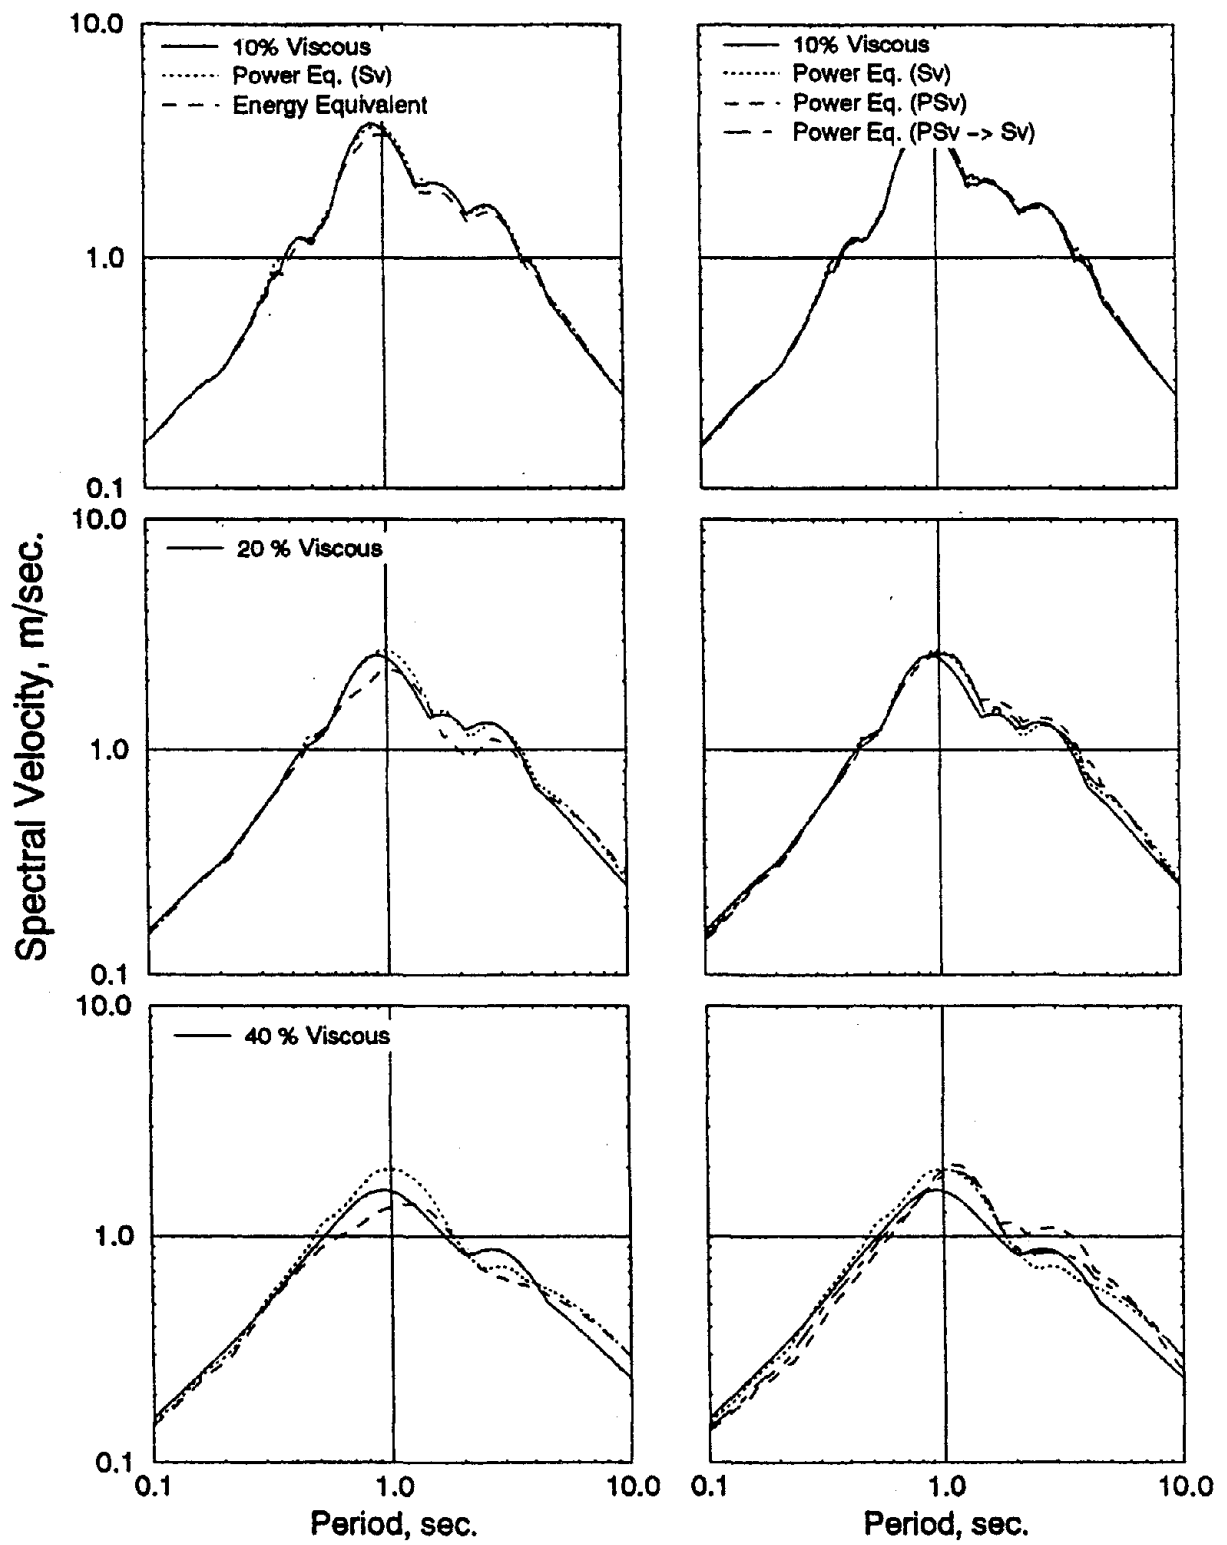 10.0
10% Viscous
Power Eq. (Sv)
Energy Equivalent
1.0
0.1
10% Viscous
Power Eq. (Sv)
Power Eq. (PSv)
Power Eq. (PSv -> Sv)
Spectral Velocity, m/sec.
10.0
20 % Viscous
1.0
0.1
10.0
40 % Viscous
1.0
0.1
0.1 1.0 10.0
Period, sec.
0.1 1.0 10.0
Period, sec.